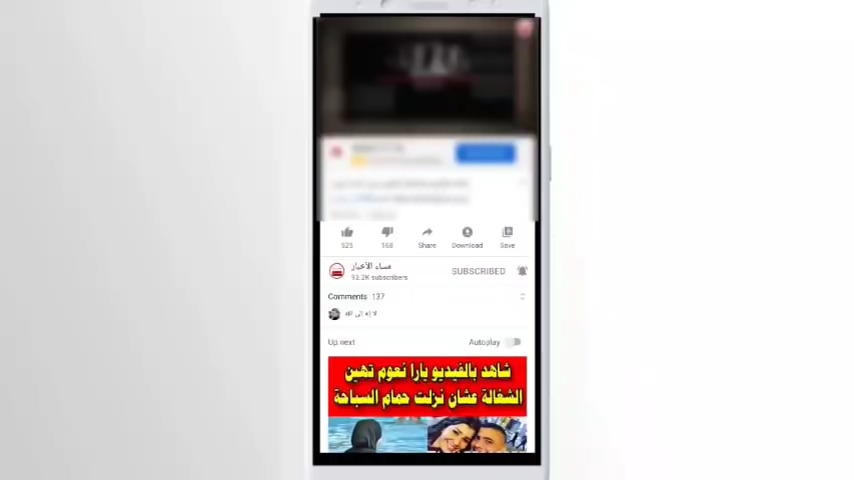 525
168
Share
Download
Save
مساء الأخبار
SUBSCRIBED
92.2K subscribers
Comments 137
لا إله إلى الله
Up next
Autoplay
شاهد بالفيديو يارا نعوم تهين
الشغالة عشان نزلت حمام السباحة